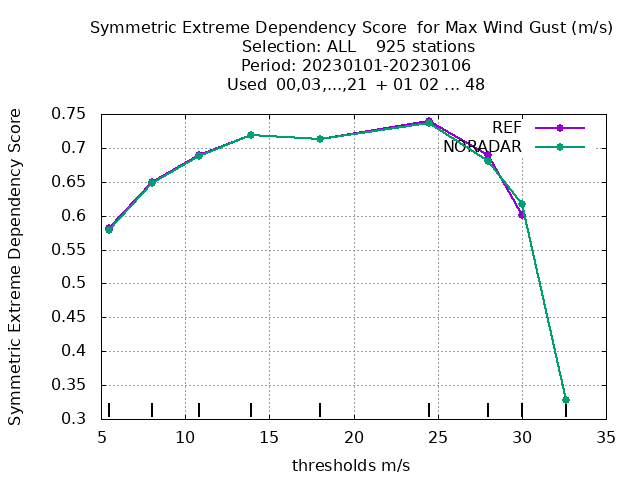 Symmetric Extreme Dependency Score  for Max Wind Gust (m/s)
Selection: ALL    925 stations
Period: 20230101-20230106
Used  00,03,...,21  + 01 02 ... 48
Symmetric Extreme Dependency Score
0.75
0.7
0.65
0.6
0.55
0.5
0.45
0.4
0.35
0.3
REF
NORADAR
5 10 15 20 25 30 35
thresholds m/s